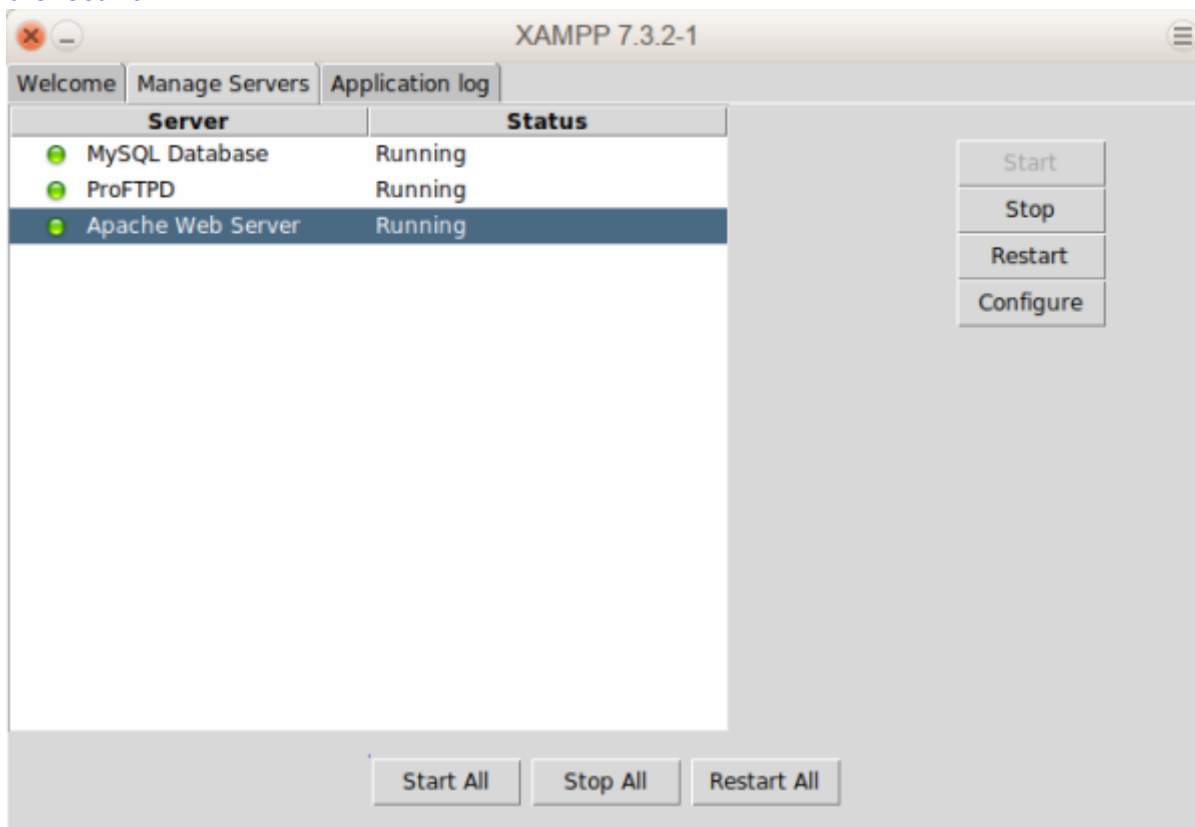 XAMPP 7.3.2-1
Welcome Manage Servers Application log
Server Status
MySQL Database Running
ProFTPD Running
Apache Web Server Running
Start
Stop
Restart
Configure
Start All Stop All Restart All